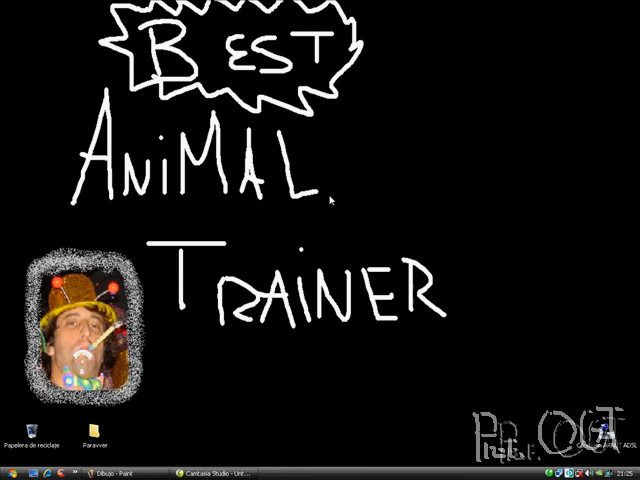 BEST
ANiMAL
TRAiNER
Papelera de reciclaje
Paravver
Dibujo - Paint
Camtasia Studio - Unt...
21:25